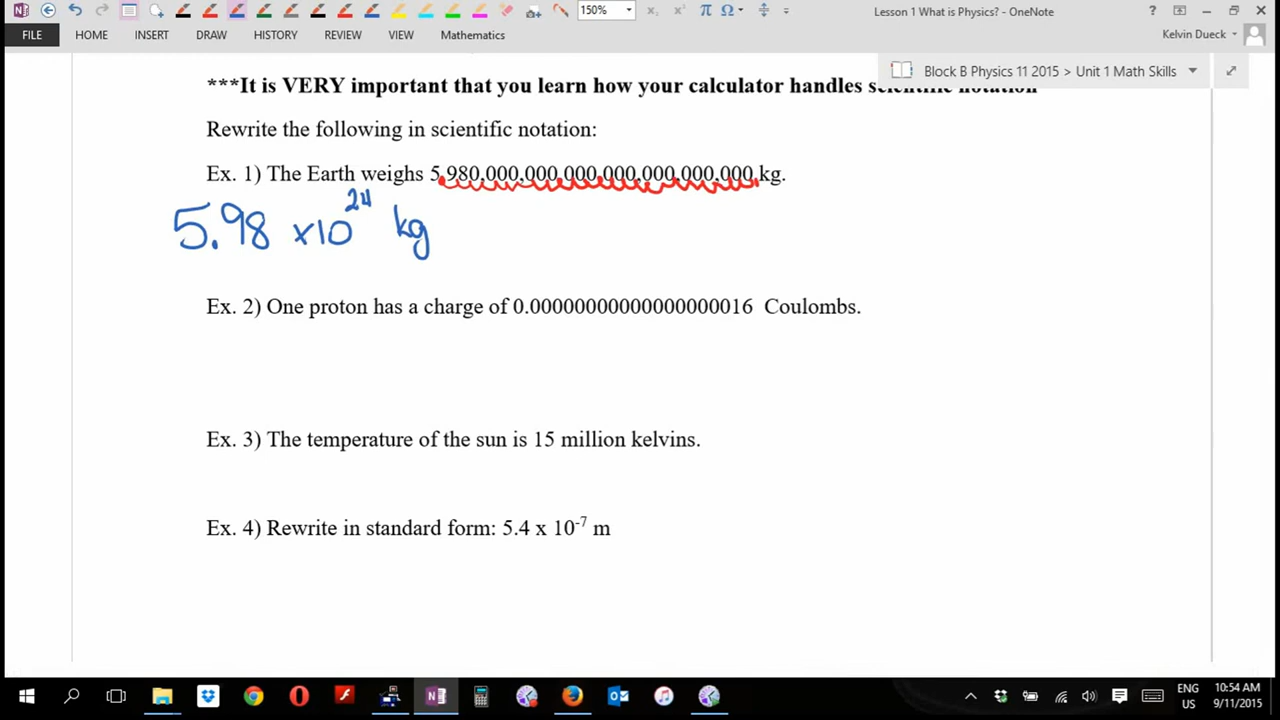 150% Lesson 1 What is Physics? - OneNote
FILE HOME INSERT DRAW HISTORY REVIEW VIEW Mathematics Kelvin Dueck
Block B Physics 11 2015 > Unit 1 Math Skills
***It is VERY important that you learn how your calculator handles scientific notation
Rewrite the following in scientific notation:
Ex. 1) The Earth weighs 5,980,000,000,000,000,000,000,000 kg.
5.98 x10^24 kg
Ex. 2) One proton has a charge of 0.00000000000000000016 Coulombs.
Ex. 3) The temperature of the sun is 15 million kelvins.
Ex. 4) Rewrite in standard form: 5.4 x 10^-7 m
ENG 10:54 AM
US 9/11/2015